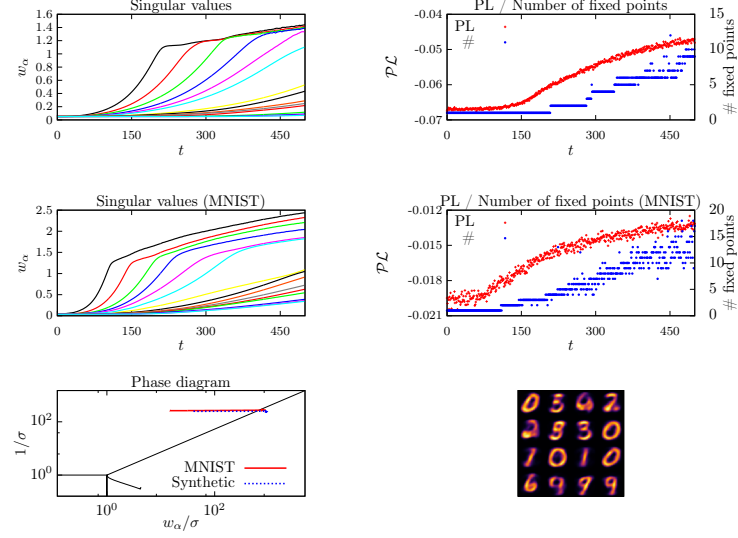 Singular values
1.6
1.4
1.2
1
0.8
0.6
0.4
0.2
0
0 150 300 450
w_α
t
PL / Number of fixed points
-0.04
-0.05
-0.06
-0.07
15
10
5
0
0 150 300 450
PL
#
PL
# fixed points
t
Singular values (MNIST)
2.5
2
1.5
1
0.5
0
0 150 300 450
w_α
t
PL / Number of fixed points (MNIST)
-0.012
-0.015
-0.018
-0.021
20
15
10
5
0
0 150 300 450
PL
#
PL
# fixed points
t
Phase diagram
10^2
10^0
10^0 10^2
1/σ
w_α/σ
MNIST
Synthetic
0 3 6 2
2 8 3 0
1 0 1 0
6 9 9 9